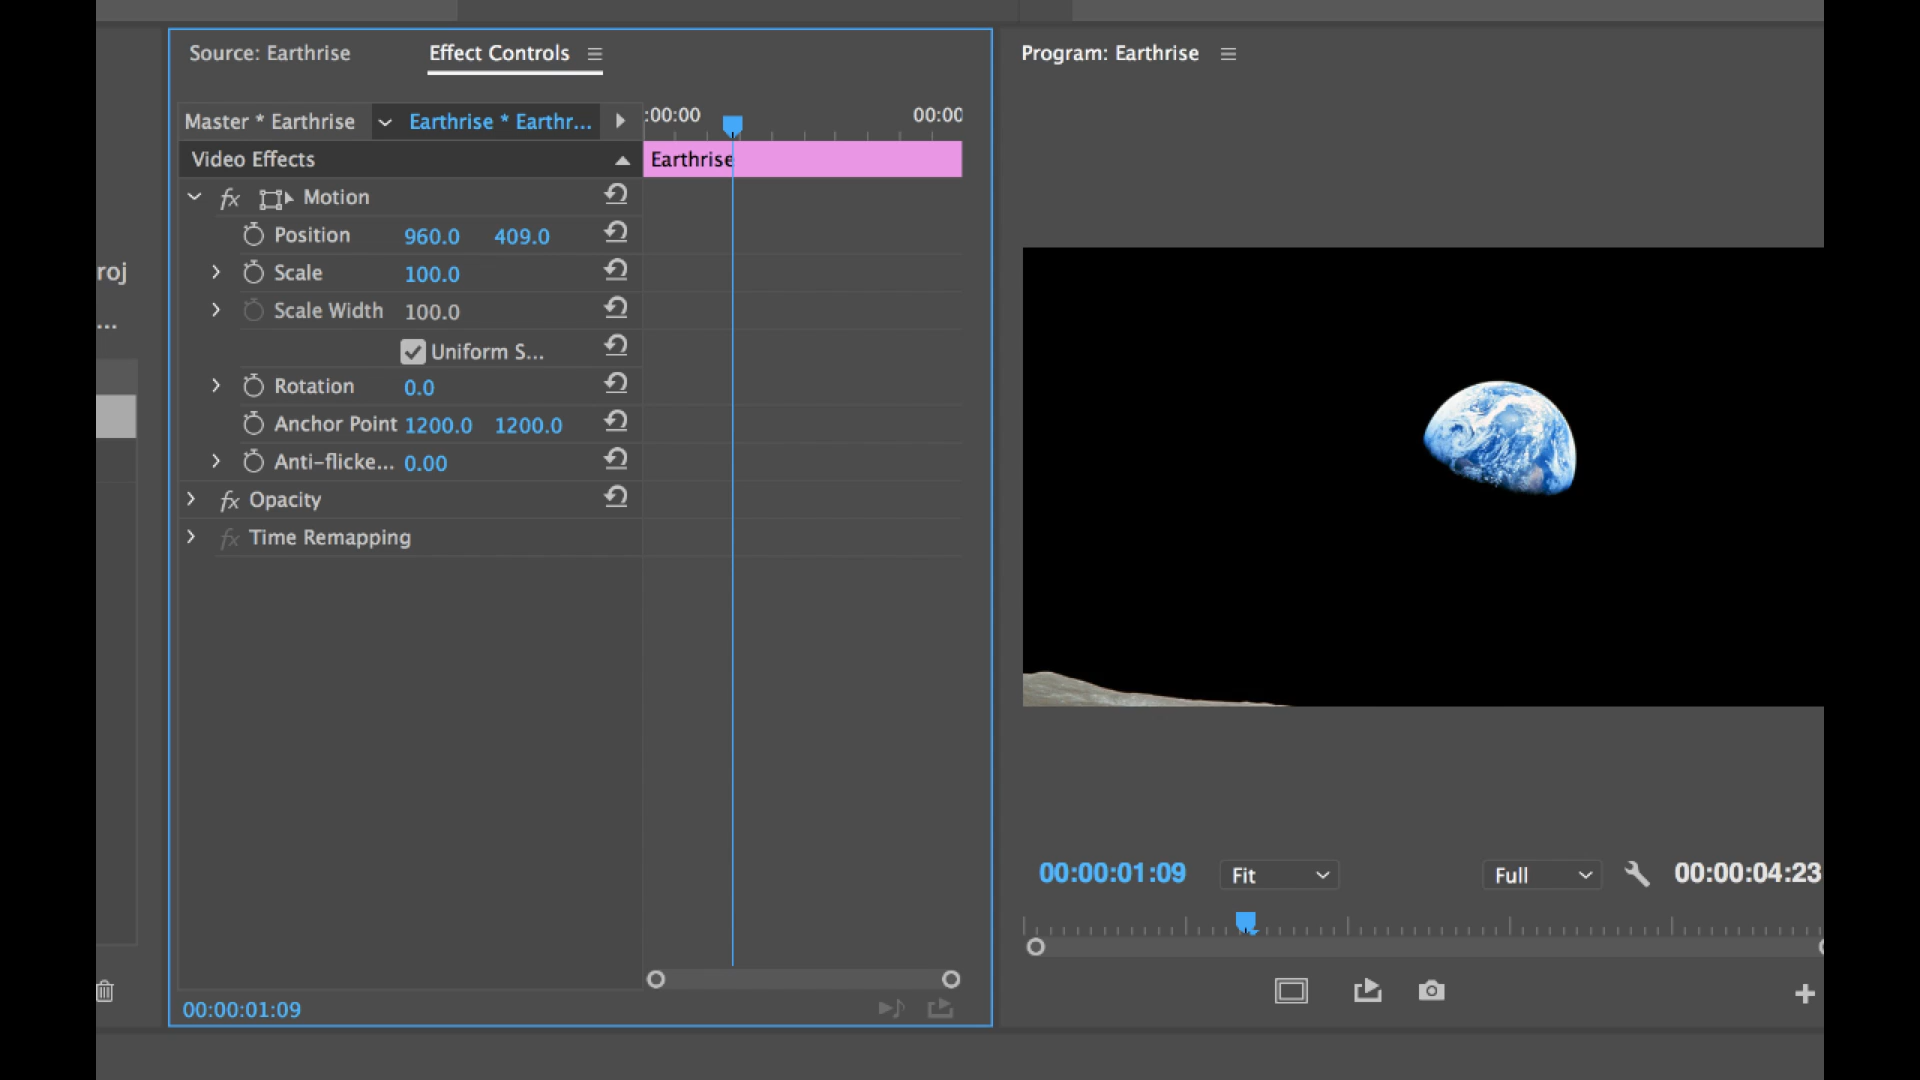 Source: Earthrise
Effect Controls
Program: Earthrise
Master * Earthrise
Earthrise * Earthr...
:00:00
00:00
Video Effects
Earthrise
fx Motion
Position 960.0 409.0
roj
Scale 100.0
...
Scale Width 100.0
Uniform S...
Rotation 0.0
Anchor Point 1200.0 1200.0
Anti-flicke... 0.00
fx Opacity
fx Time Remapping
00:00:01:09
Fit
Full
00:00:04:23
00:00:01:09